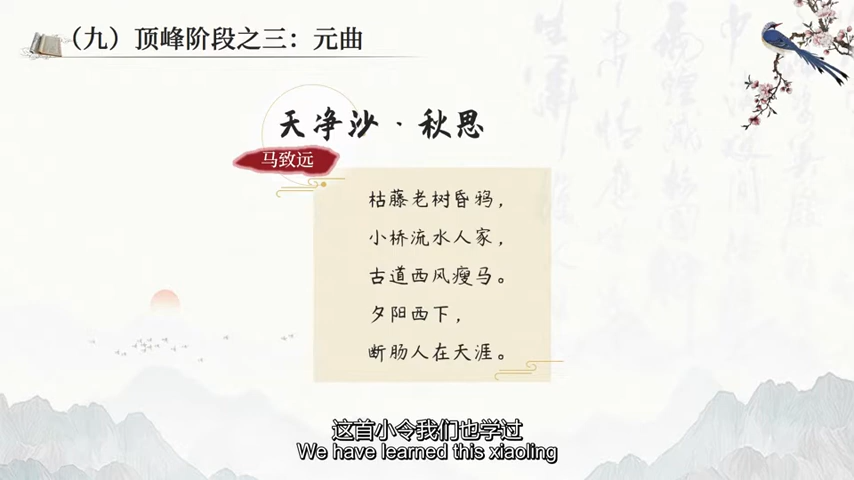 （九）顶峰阶段之三：元曲
天净沙·秋思
马致远
枯藤老树昏鸦，
小桥流水人家，
古道西风瘦马。
夕阳西下，
断肠人在天涯。
这首小令我们也学过
We have learned this xiaoling